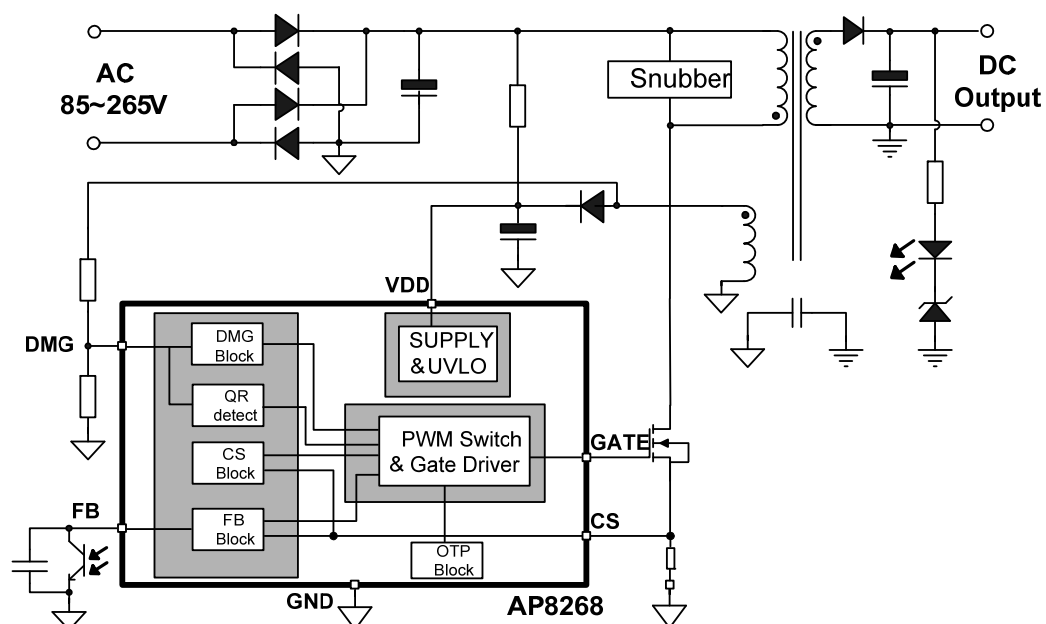 AC
85~265V
Snubber
DC
Output
VDD
DMG
DMG
Block
SUPPLY
&UVLO
QR
detect
PWM Switch
& Gate Driver
GATE
CS
Block
FB
FB
Block
CS
OTP
Block
GND
AP8268